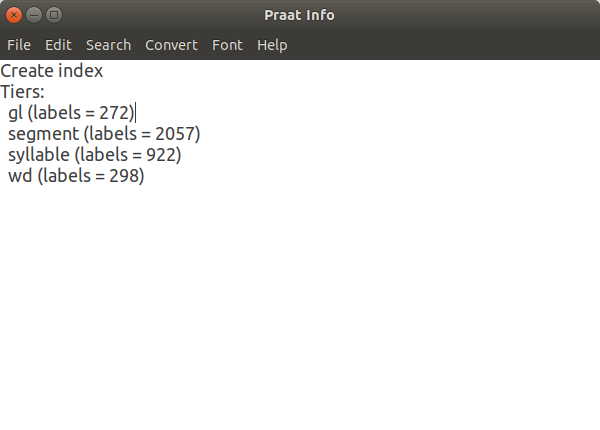 Praat Info
File Edit Search Convert Font Help
Create index
Tiers:
gl (labels = 272)
segment (labels = 2057)
syllable (labels = 922)
wd (labels = 298)